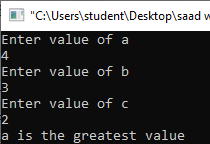 "C:\Users\student\Desktop\saad w
Enter value of a
4
Enter value of b
3
Enter value of c
2
a is the greatest value